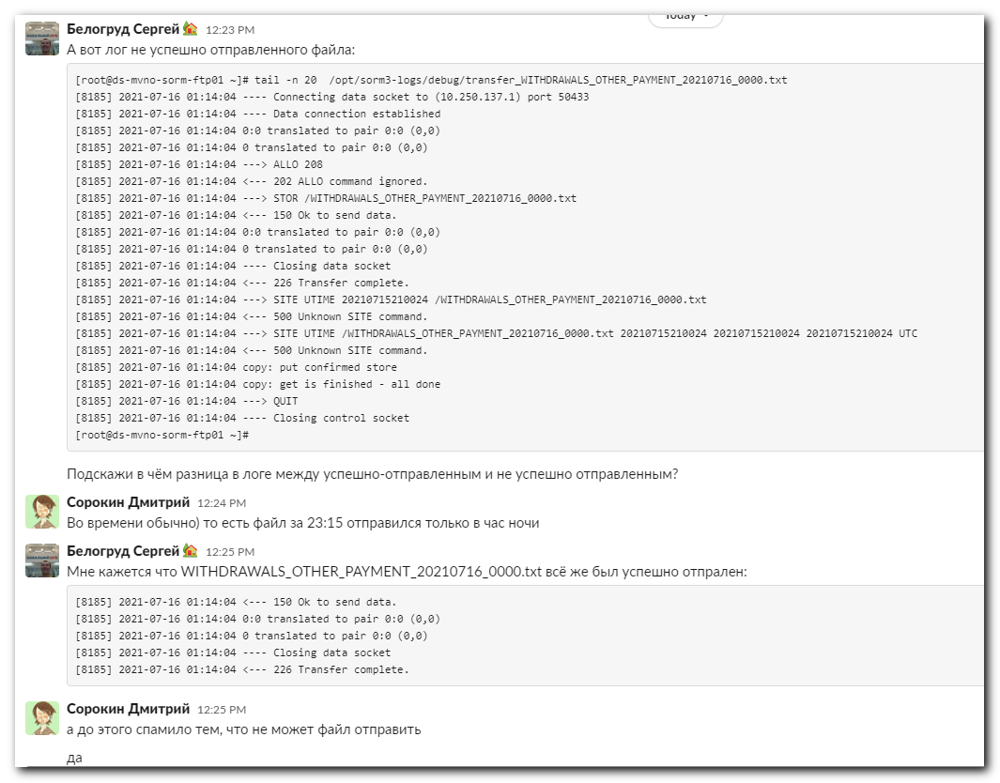 Today
Белогруд Сергей 12:23 PM
А вот лог не успешно отправленного файла:
[root@ds-mvno-sorm-ftp01 ~]# tail -n 20  /opt/sorm3-logs/debug/transfer_WITHDRAWALS_OTHER_PAYMENT_20210716_0000.txt
[8185] 2021-07-16 01:14:04 ---- Connecting data socket to (10.250.137.1) port 50433
[8185] 2021-07-16 01:14:04 ---- Data connection established
[8185] 2021-07-16 01:14:04 0:0 translated to pair 0:0 (0,0)
[8185] 2021-07-16 01:14:04 0 translated to pair 0:0 (0,0)
[8185] 2021-07-16 01:14:04 ---> ALLO 208
[8185] 2021-07-16 01:14:04 <--- 202 ALLO command ignored.
[8185] 2021-07-16 01:14:04 ---> STOR /WITHDRAWALS_OTHER_PAYMENT_20210716_0000.txt
[8185] 2021-07-16 01:14:04 <--- 150 Ok to send data.
[8185] 2021-07-16 01:14:04 0:0 translated to pair 0:0 (0,0)
[8185] 2021-07-16 01:14:04 0 translated to pair 0:0 (0,0)
[8185] 2021-07-16 01:14:04 ---- Closing data socket
[8185] 2021-07-16 01:14:04 <--- 226 Transfer complete.
[8185] 2021-07-16 01:14:04 ---> SITE UTIME 20210715210024 /WITHDRAWALS_OTHER_PAYMENT_20210716_0000.txt
[8185] 2021-07-16 01:14:04 <--- 500 Unknown SITE command.
[8185] 2021-07-16 01:14:04 ---> SITE UTIME /WITHDRAWALS_OTHER_PAYMENT_20210716_0000.txt 20210715210024 20210715210024 20210715210024 UTC
[8185] 2021-07-16 01:14:04 <--- 500 Unknown SITE command.
[8185] 2021-07-16 01:14:04 copy: put confirmed store
[8185] 2021-07-16 01:14:04 copy: get is finished - all done
[8185] 2021-07-16 01:14:04 ---> QUIT
[8185] 2021-07-16 01:14:04 ---- Closing control socket
[root@ds-mvno-sorm-ftp01 ~]#
Подскажи в чём разница в логе между успешно-отправленным и не успешно отправленным?
Сорокин Дмитрий 12:24 PM
Во времени обычно) то есть файл за 23:15 отправился только в час ночи
Белогруд Сергей 12:25 PM
Мне кажется что WITHDRAWALS_OTHER_PAYMENT_20210716_0000.txt всё же был успешно отпрален:
[8185] 2021-07-16 01:14:04 <--- 150 Ok to send data.
[8185] 2021-07-16 01:14:04 0:0 translated to pair 0:0 (0,0)
[8185] 2021-07-16 01:14:04 0 translated to pair 0:0 (0,0)
[8185] 2021-07-16 01:14:04 ---- Closing data socket
[8185] 2021-07-16 01:14:04 <--- 226 Transfer complete.
Сорокин Дмитрий 12:25 PM
а до этого спамило тем, что не может файл отправить
да